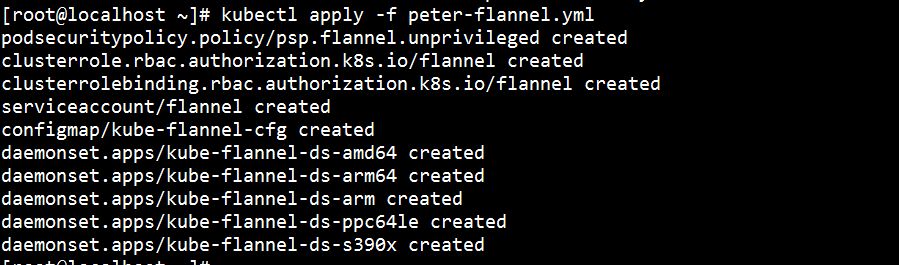 [root@localhost ~]# kubectl apply -f peter-flannel.yml
podsecuritypolicy.policy/psp.flannel.unprivileged created
clusterrole.rbac.authorization.k8s.io/flannel created
clusterrolebinding.rbac.authorization.k8s.io/flannel created
serviceaccount/flannel created
configmap/kube-flannel-cfg created
daemonset.apps/kube-flannel-ds-amd64 created
daemonset.apps/kube-flannel-ds-arm64 created
daemonset.apps/kube-flannel-ds-arm created
daemonset.apps/kube-flannel-ds-ppc64le created
daemonset.apps/kube-flannel-ds-s390x created
[root@localhost ~]#